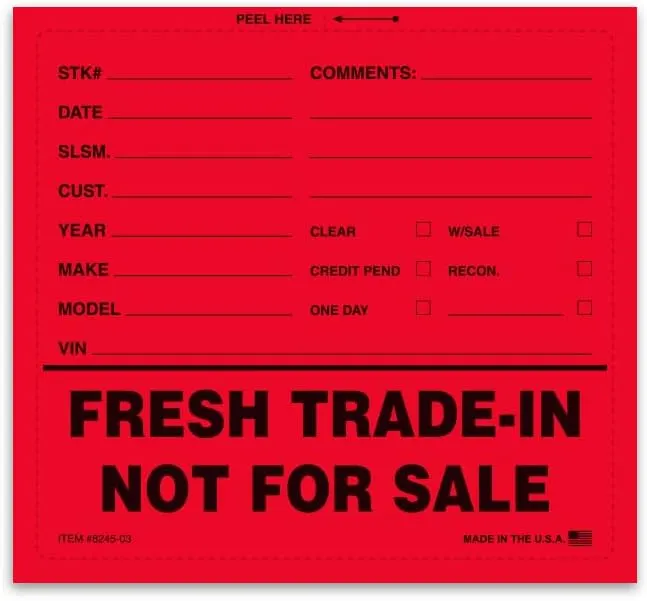 PEEL HERE
STK# COMMENTS:
DATE
SLSM.
CUST.
YEAR CLEAR W/SALE
MAKE CREDIT PEND RECON.
MODEL ONE DAY
VIN
FRESH TRADE-IN
NOT FOR SALE
ITEM #8245-03 MADE IN THE U.S.A.